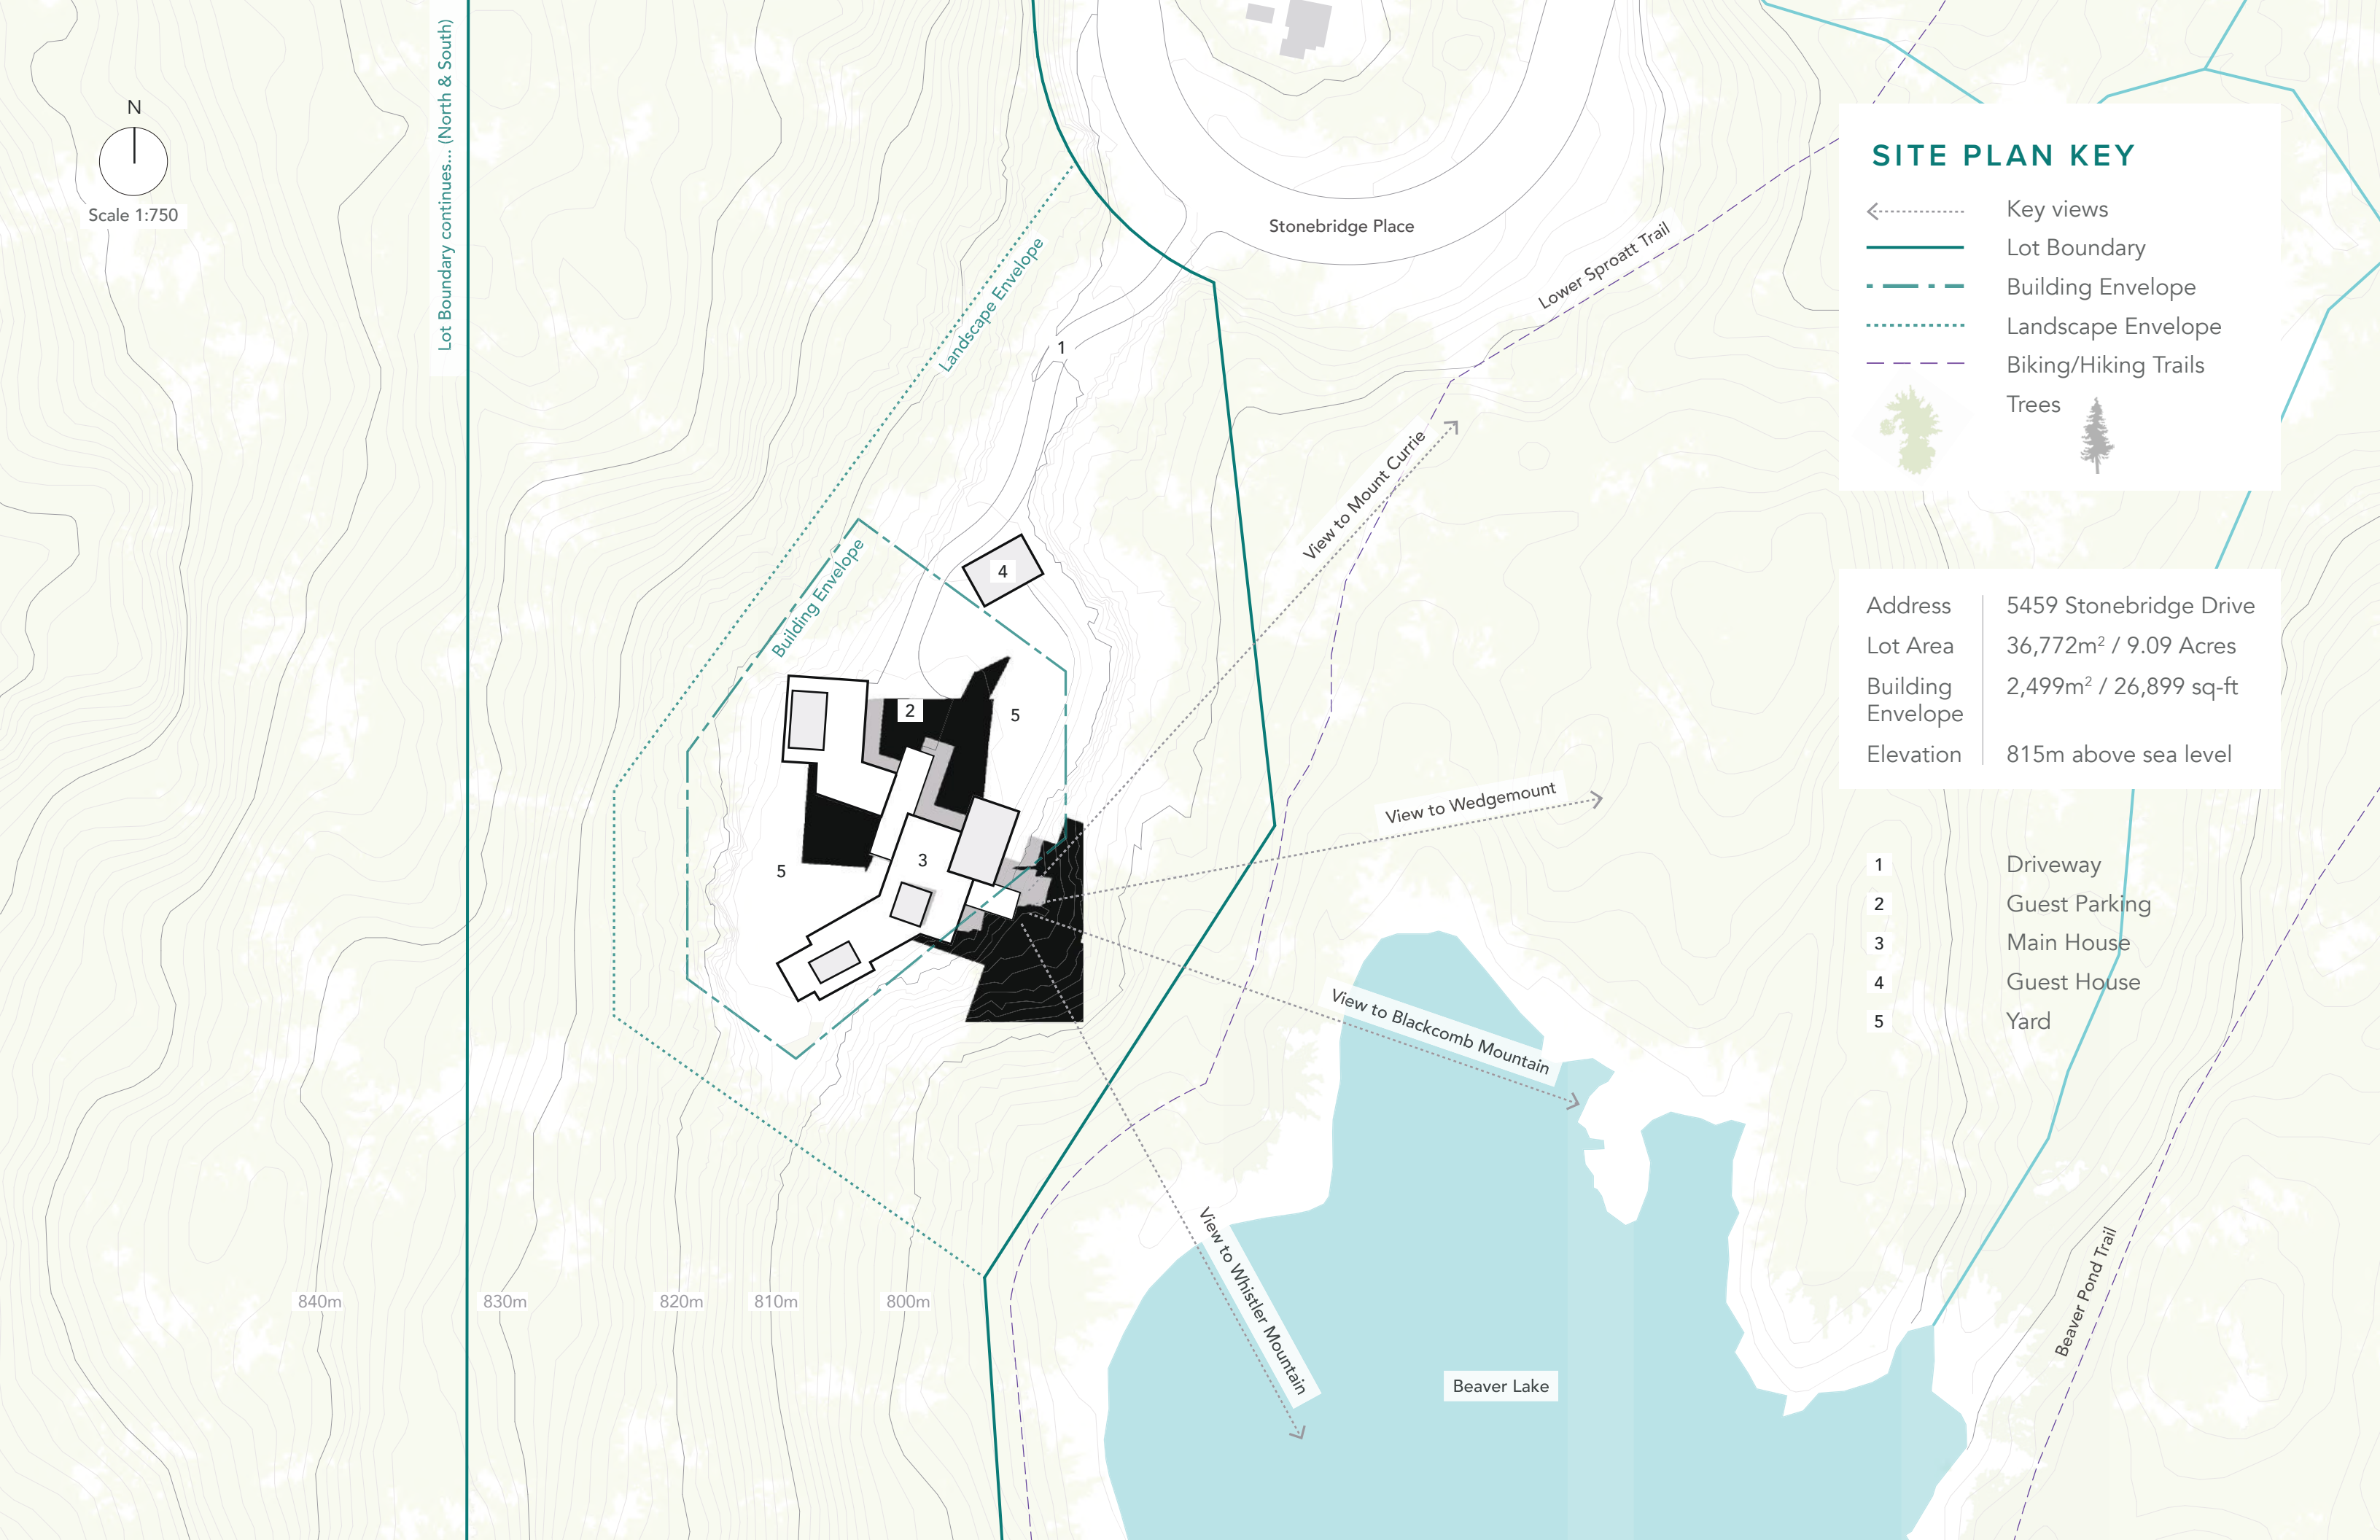 N
Scale 1:750
Lot Boundary continues... (North & South)
Landscape Envelope
Building Envelope
Stonebridge Place
Lower Sproatt Trail
View to Mount Currie
View to Wedgemount
View to Blackcomb Mountain
View to Whistler Mountain
Beaver Lake
Beaver Pond Trail
1
4
2
5
3
5
840m
830m
820m
810m
800m
SITE PLAN KEY
Key views
Lot Boundary
Building Envelope
Landscape Envelope
Biking/Hiking Trails
Trees
Address 5459 Stonebridge Drive
Lot Area 36,772m² / 9.09 Acres
Building 2,499m² / 26,899 sq-ft
Envelope
Elevation 815m above sea level
1 Driveway
2 Guest Parking
3 Main House
4 Guest House
5 Yard